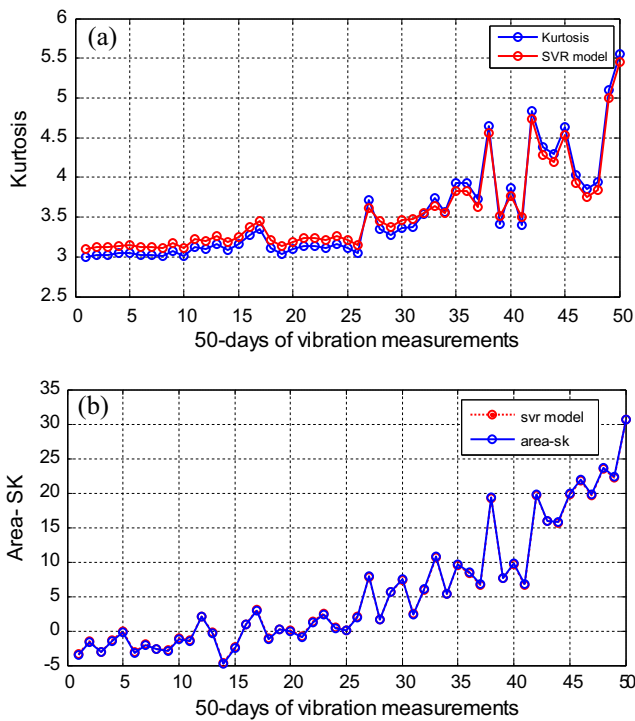 (a)
Kurtosis
SVR model
6
5.5
5
4.5
4
3.5
3
2.5
Kurtosis
0 5 10 15 20 25 30 35 40 45 50
50-days of vibration measurements
(b)
svr model
area-sk
35
30
25
20
15
10
5
0
-5
Area- SK
0 5 10 15 20 25 30 35 40 45 50
50-days of vibration measurements